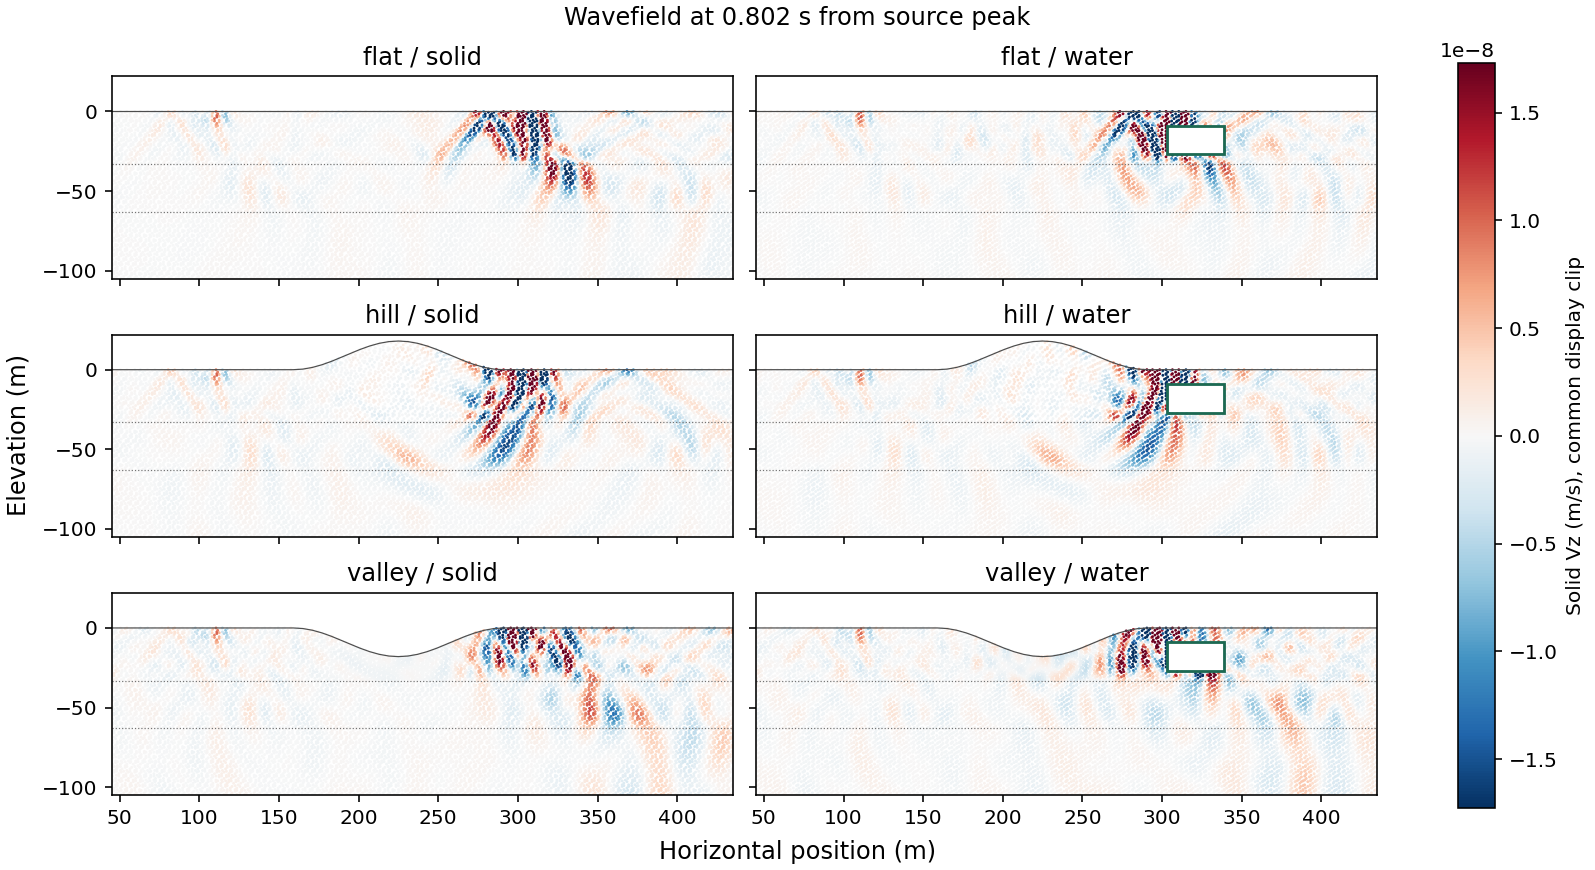 Wavefield at 0.802 s from source peak
flat / solid
flat / water
1e−8
0
−50
−100
hill / solid
hill / water
0
−50
−100
50
100
150
200
250
300
350
400
valley / solid
valley / water
0
−50
−100
50
100
150
200
250
300
350
400
Elevation (m)
Horizontal position (m)
1.5
1.0
0.5
0.0
−0.5
−1.0
−1.5
Solid Vz (m/s), common display clip